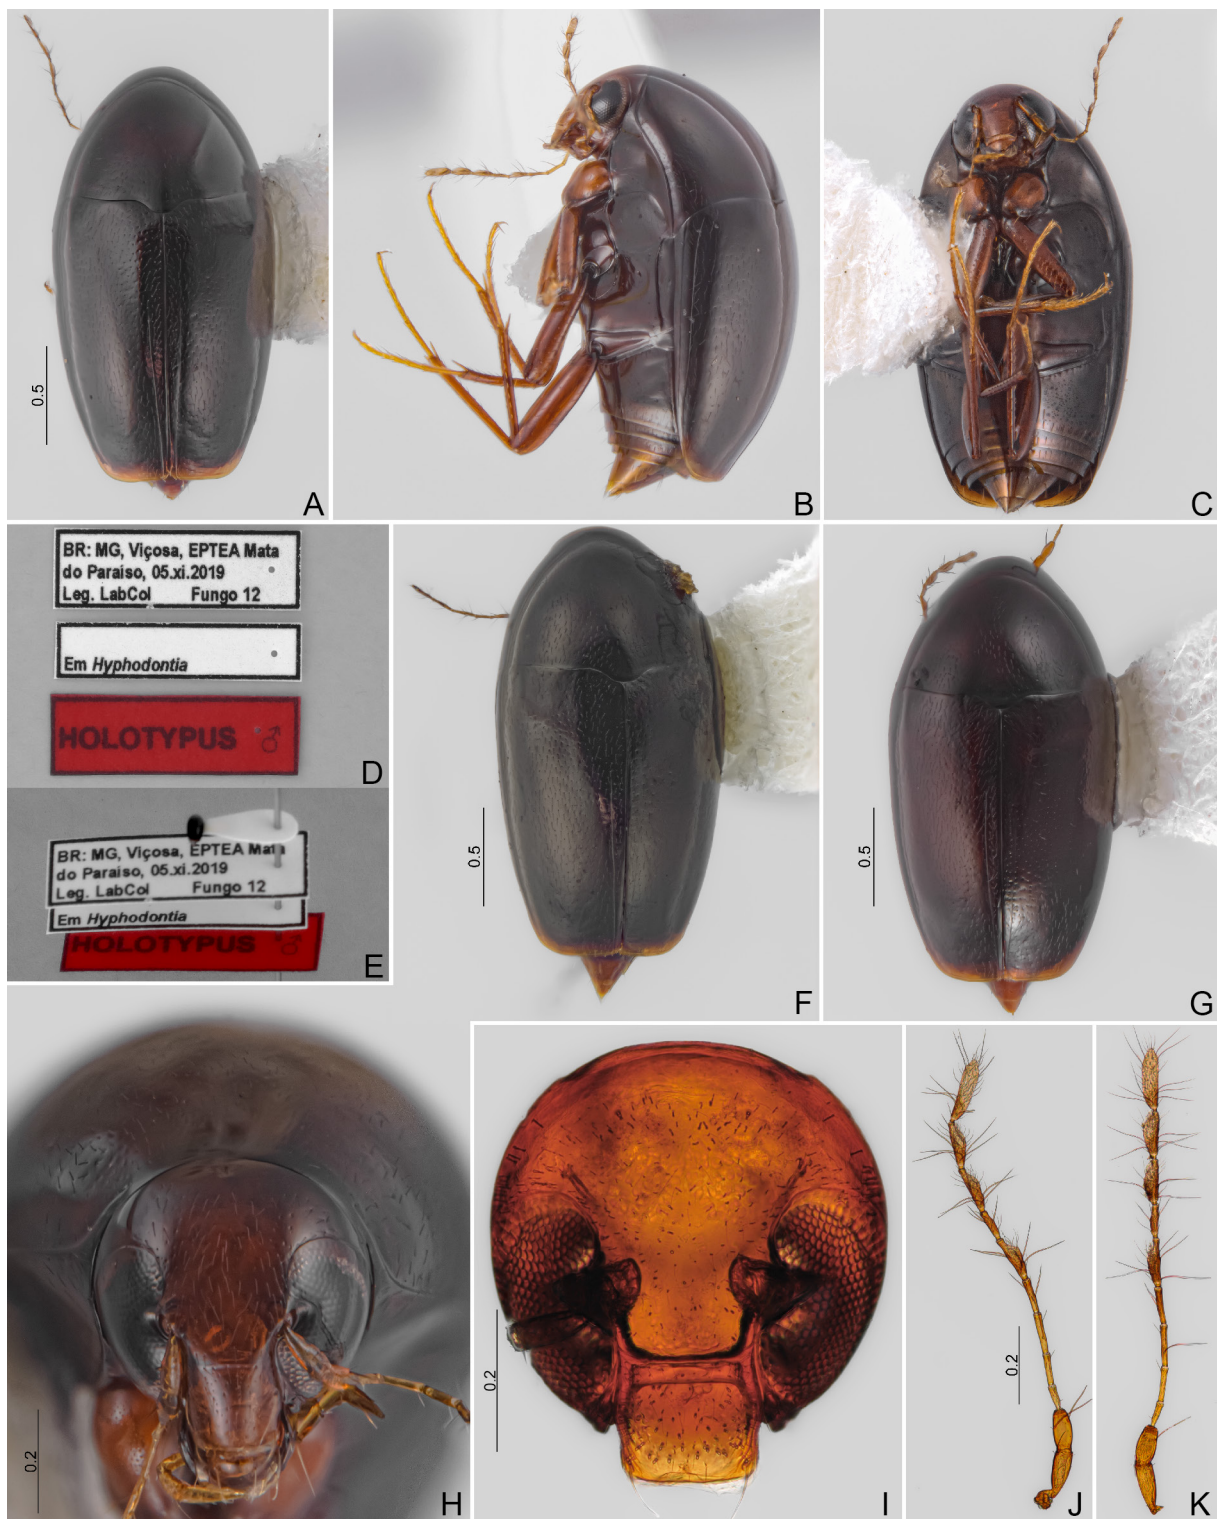 0.5
A
B
C
BR: MG, Viçosa, EPTEA Mata
do Paraiso, 05.xi.2019
Leg. LabCol Fungo 12
Em Hyphodontia
HOLOTYPUS ♂
D
BR: MG, Viçosa, EPTEA Mata
do Paraiso, 05.xi.2019
Leg. LabCol Fungo 12
Em Hyphodontia
HOLOTYPUS ♂
E
0.5
F
0.5
G
0.2
H
0.2
I
0.2
J
K